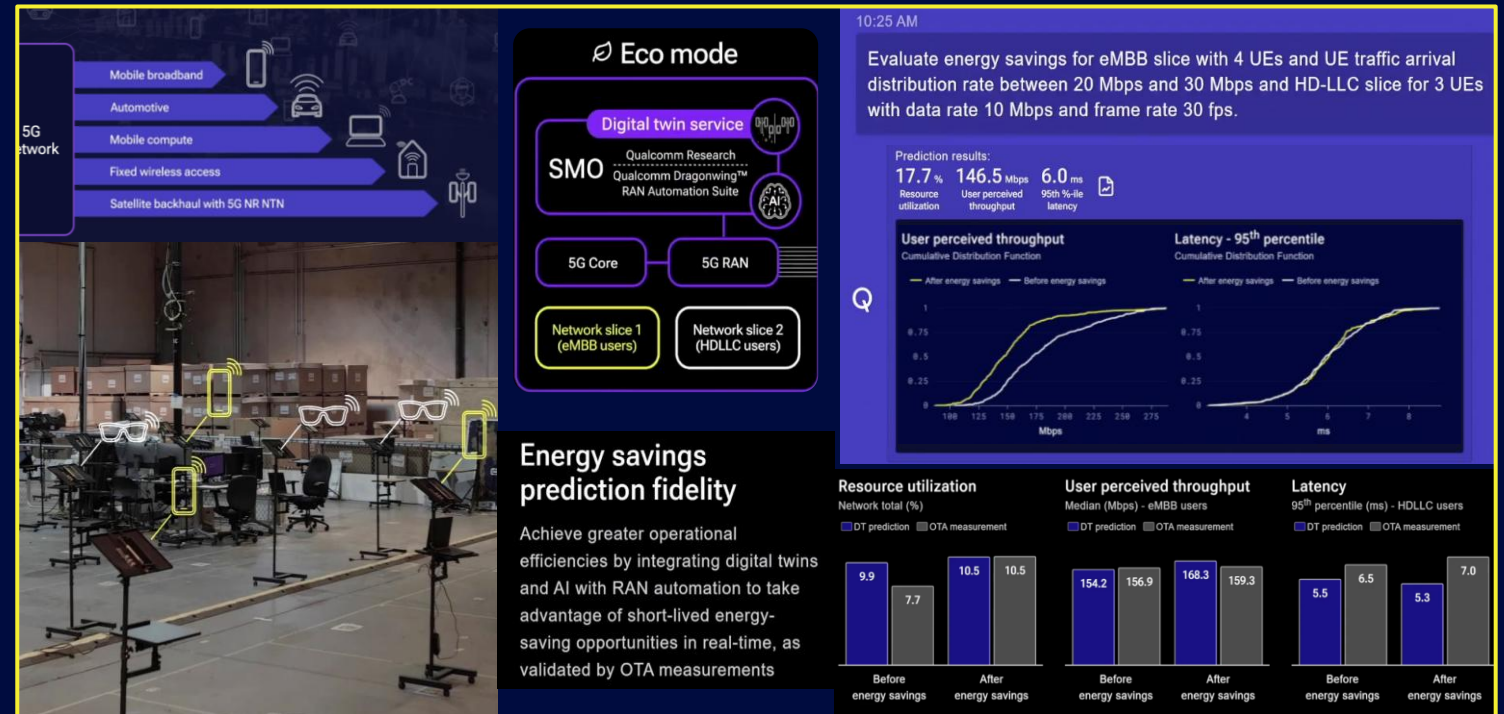 5G
etwork
Mobile broadband
Automotive
Mobile compute
Fixed wireless access
Satellite backhaul with 5G NR NTN
Eco mode
Digital twin service
SMO
Qualcomm Research
Qualcomm Dragonwing™
RAN Automation Suite
AI
5G Core
5G RAN
Network slice 1
(eMBB users)
Network slice 2
(HDLLC users)
Energy savings
prediction fidelity
Achieve greater operational
efficiencies by integrating digital twins
and AI with RAN automation to take
advantage of short-lived energy-
saving opportunities in real-time, as
validated by OTA measurements
10:25 AM
Evaluate energy savings for eMBB slice with 4 UEs and UE traffic arrival
distribution rate between 20 Mbps and 30 Mbps and HD-LLC slice for 3 UEs
with data rate 10 Mbps and frame rate 30 fps.
Prediction results:
17.7 % 146.5 Mbps 6.0 ms
Resource utilization
User perceived throughput
95th %-ile latency
User perceived throughput
Cumulative Distribution Function
After energy savings Before energy savings
1
0.75
0.5
0.25
0
100 125 150 175 200 225 250 275
Mbps
Latency - 95th percentile
Cumulative Distribution Function
After energy savings Before energy savings
1
0.75
0.5
0.25
0
4 5 6 7 8
ms
Resource utilization
Network total (%)
DT prediction OTA measurement
9.9 7.7 10.5 10.5
Before energy savings
After energy savings
User perceived throughput
Median (Mbps) - eMBB users
DT prediction OTA measurement
154.2 156.9 168.3 159.3
Before energy savings
After energy savings
Latency
95th percentile (ms) - HDLLC users
DT prediction OTA measurement
5.5 6.5 5.3 7.0
Before energy savings
After energy savings